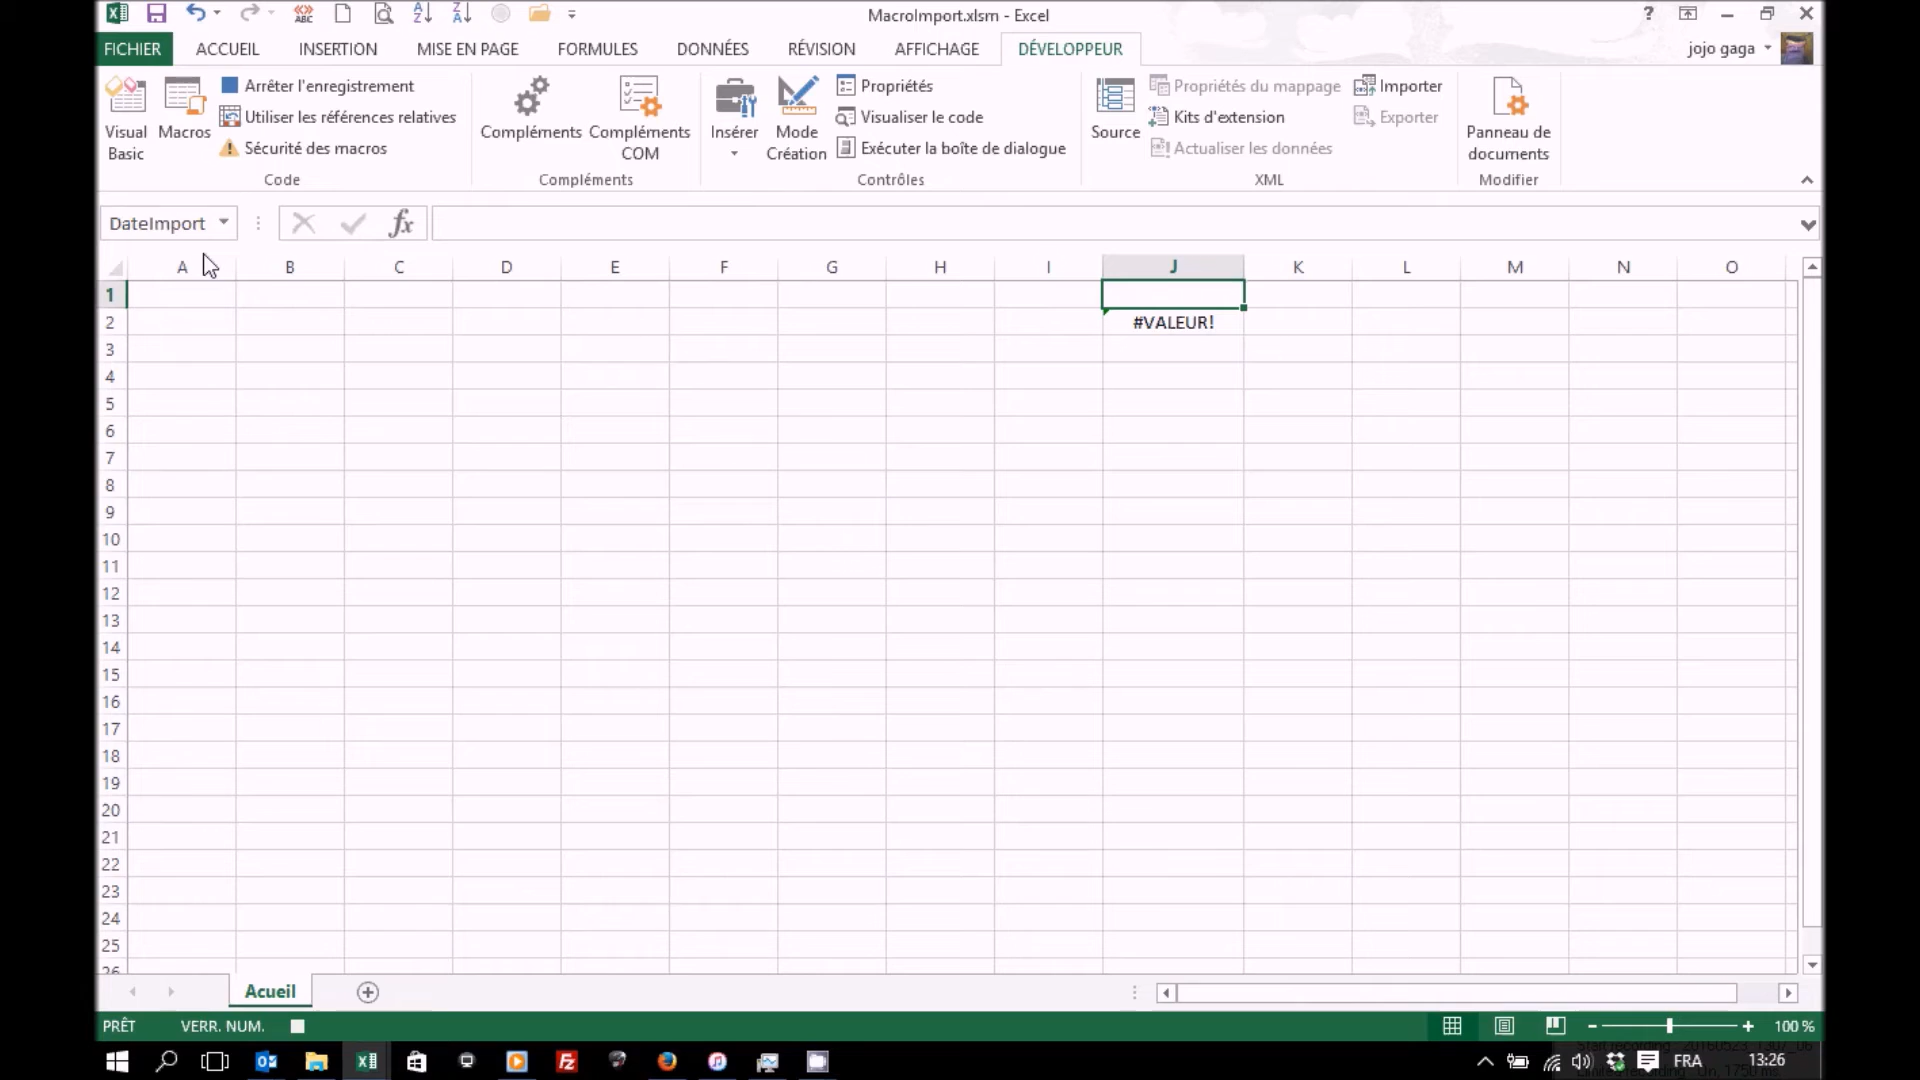 MacroImport.xlsm - Excel
FICHIER ACCUEIL INSERTION MISE EN PAGE FORMULES DONNÉES RÉVISION AFFICHAGE DÉVELOPPEUR jojo gaga
Visual Basic
Macros
Arrêter l'enregistrement
Utiliser les références relatives
Sécurité des macros
Code
Compléments
Compléments COM
Compléments
Insérer
Mode Création
Propriétés
Visualiser le code
Exécuter la boîte de dialogue
Contrôles
Source
Propriétés du mappage
Kits d'extension
Actualiser les données
Importer
Exporter
XML
Panneau de documents
Modifier
DateImport fx
A B C D E F G H I J K L M N O
1
2 #VALEUR!
3
4
5
6
7
8
9
10
11
12
13
14
15
16
17
18
19
20
21
22
23
24
25
26
Acueil
PRÊT VERR. NUM. 100 %
FRA 13:26